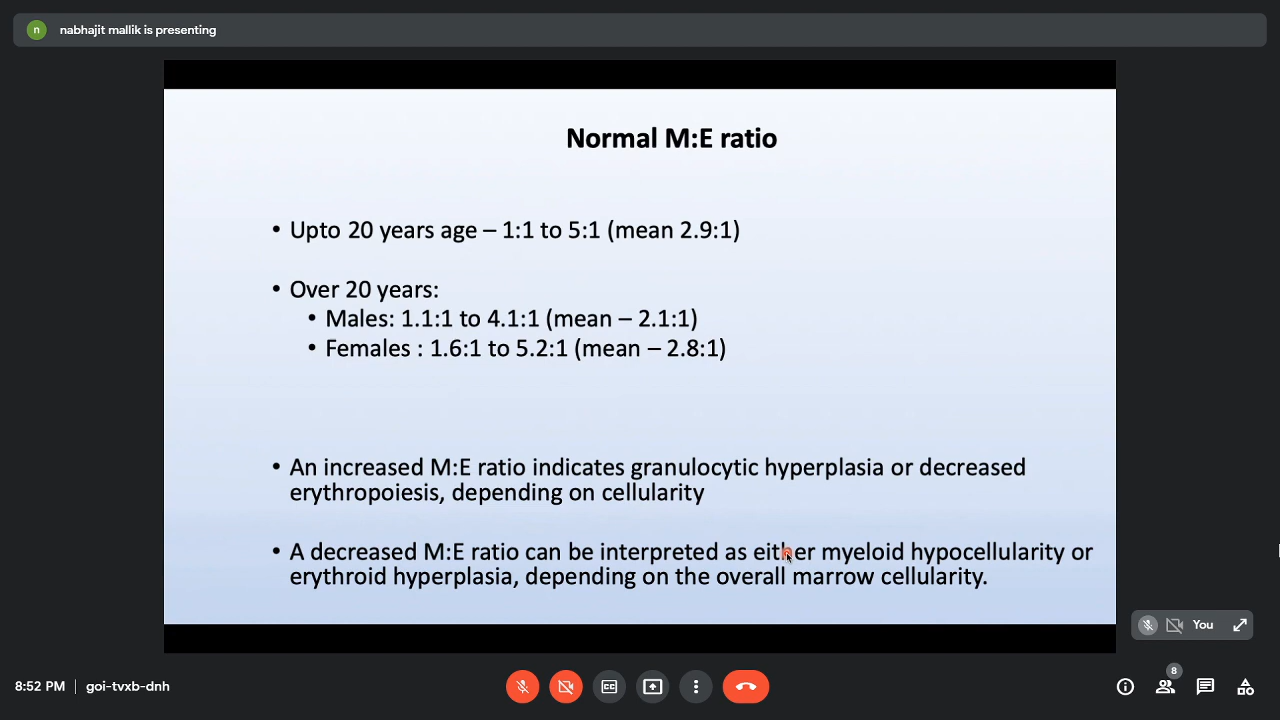 n
nabhajit mallik is presenting
Normal M:E ratio
• Upto 20 years age – 1:1 to 5:1 (mean 2.9:1)
• Over 20 years:
• Males: 1.1:1 to 4.1:1 (mean – 2.1:1)
• Females : 1.6:1 to 5.2:1 (mean – 2.8:1)
• An increased M:E ratio indicates granulocytic hyperplasia or decreased
erythropoiesis, depending on cellularity
• A decreased M:E ratio can be interpreted as either myeloid hypocellularity or
erythroid hyperplasia, depending on the overall marrow cellularity.
You
8:52 PM | goi-tvxb-dnh
CC
8